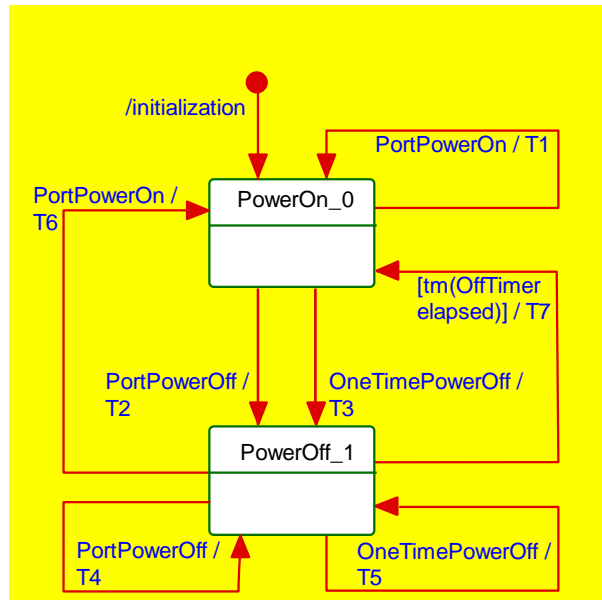 /initialization
PortPowerOn / T1
PowerOn_0
PortPowerOn /
T6
[tm(OffTimer
elapsed)] / T7
PortPowerOff /
T2
OneTimePowerOff /
T3
PowerOff_1
PortPowerOff /
T4
OneTimePowerOff /
T5